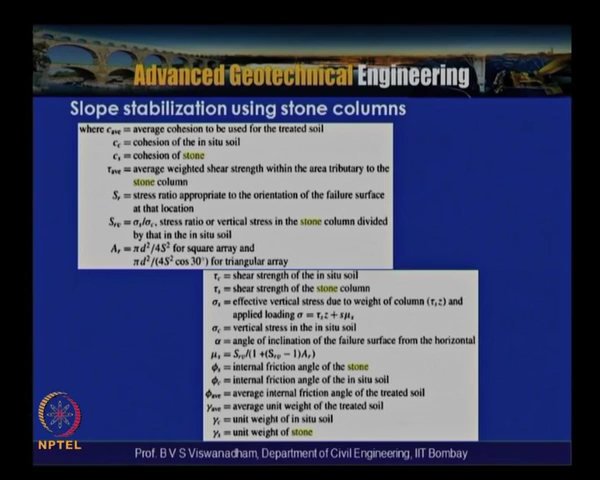 Advanced Geotechnical Engineering
Slope stabilization using stone columns
where c_ave = average cohesion to be used for the treated soil
c_c = cohesion of the in situ soil
c_s = cohesion of stone
τ_ave = average weighted shear strength within the area tributary to the
stone column
S_r = stress ratio appropriate to the orientation of the failure surface
at that location
S_rv = σ_s/σ_c, stress ratio or vertical stress in the stone column divided
by that in the in situ soil
A_r = πd²/4S² for square array and
πd²/(4S² cos 30°) for triangular array
τ_c = shear strength of the in situ soil
τ_s = shear strength of the stone column
σ_s = effective vertical stress due to weight of column (τ_s z) and
applied loading σ = τ_s z + sμ_s
σ_c = vertical stress in the in situ soil
α = angle of inclination of the failure surface from the horizontal
μ_s = S_rv/(1 +(S_rv − 1)A_r)
ϕ_s = internal friction angle of the stone
ϕ_c = internal friction angle of the in situ soil
ϕ_ave = average internal friction angle of the treated soil
γ_ave = average unit weight of the treated soil
γ_c = unit weight of in situ soil
γ_s = unit weight of stone
NPTEL
Prof. B V S Viswanadham, Department of Civil Engineering, IIT Bombay